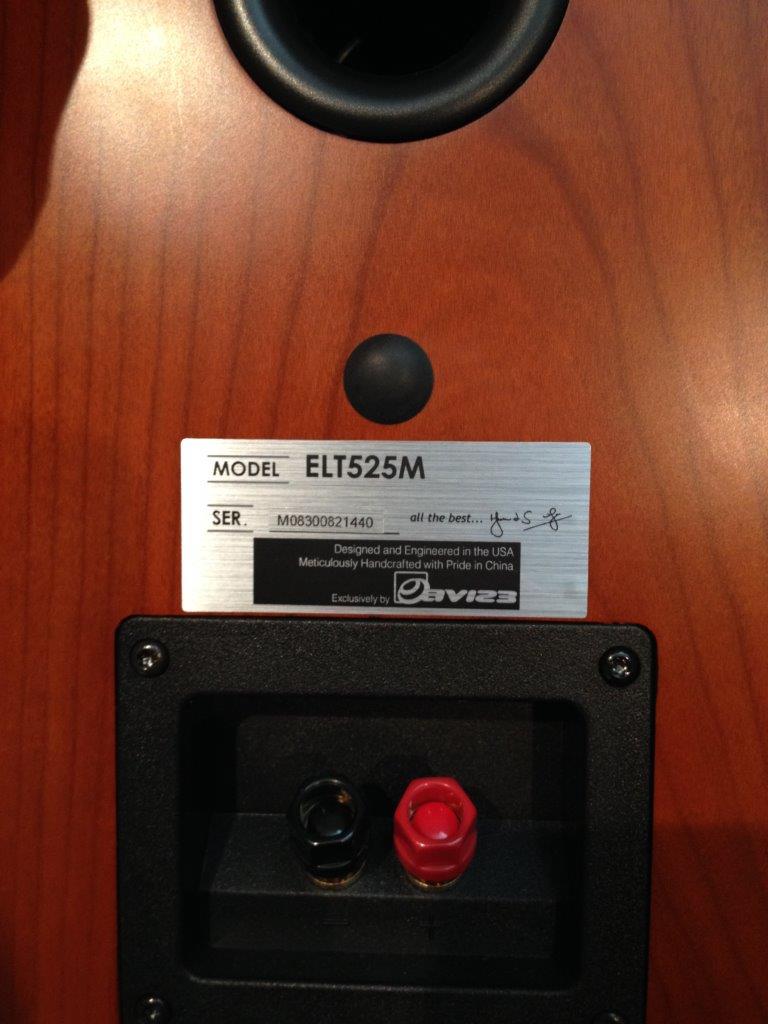 MODEL ELT525M
SER. M08300821440 all the best...
Designed and Engineered in the USA
Meticulously Handcrafted with Pride in China
Exclusively by eAV123
- +